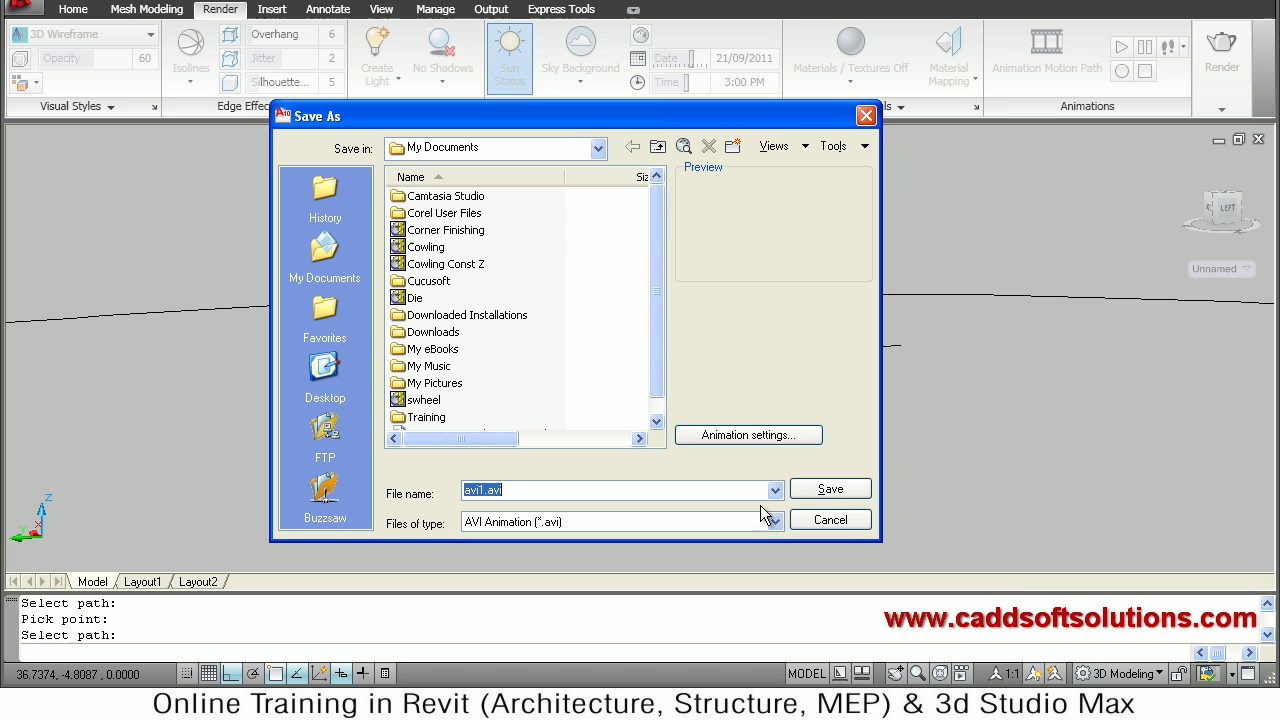 Home Mesh Modeling Render Insert Annotate View Manage Output Express Tools
3D Wireframe
Opacity 60
Isolines
Overhang 6
Jitter 2
Silhouette... 5
Create Light
No Shadows
Sun Status
Sky Background
Date 21/09/2011
Time 3:00 PM
Materials / Textures Off
Material Mapping
Animation Motion Path
Render
Visual Styles
Edge Effe
Animations
Save As
Save in: My Documents
Views Tools
History
My Documents
Favorites
Desktop
FTP
Buzzsaw
Name
Camtasia Studio
Corel User Files
Corner Finishing
Cowling
Cowling Const Z
Cucusoft
Die
Downloaded Installations
Downloads
My eBooks
My Music
My Pictures
swheel
Training
Preview
Animation settings...
File name: avi1.avi
Save
Files of type: AVI Animation (*.avi)
Cancel
LEFT
Unnamed
Z
X
Model Layout1 Layout2
Select path:
Pick point:
Select path:
www.caddsoftsolutions.com
36.7374, -4.8087, 0.0000
MODEL
1:1
3D Modeling
Online Training in Revit (Architecture, Structure, MEP) & 3d Studio Max